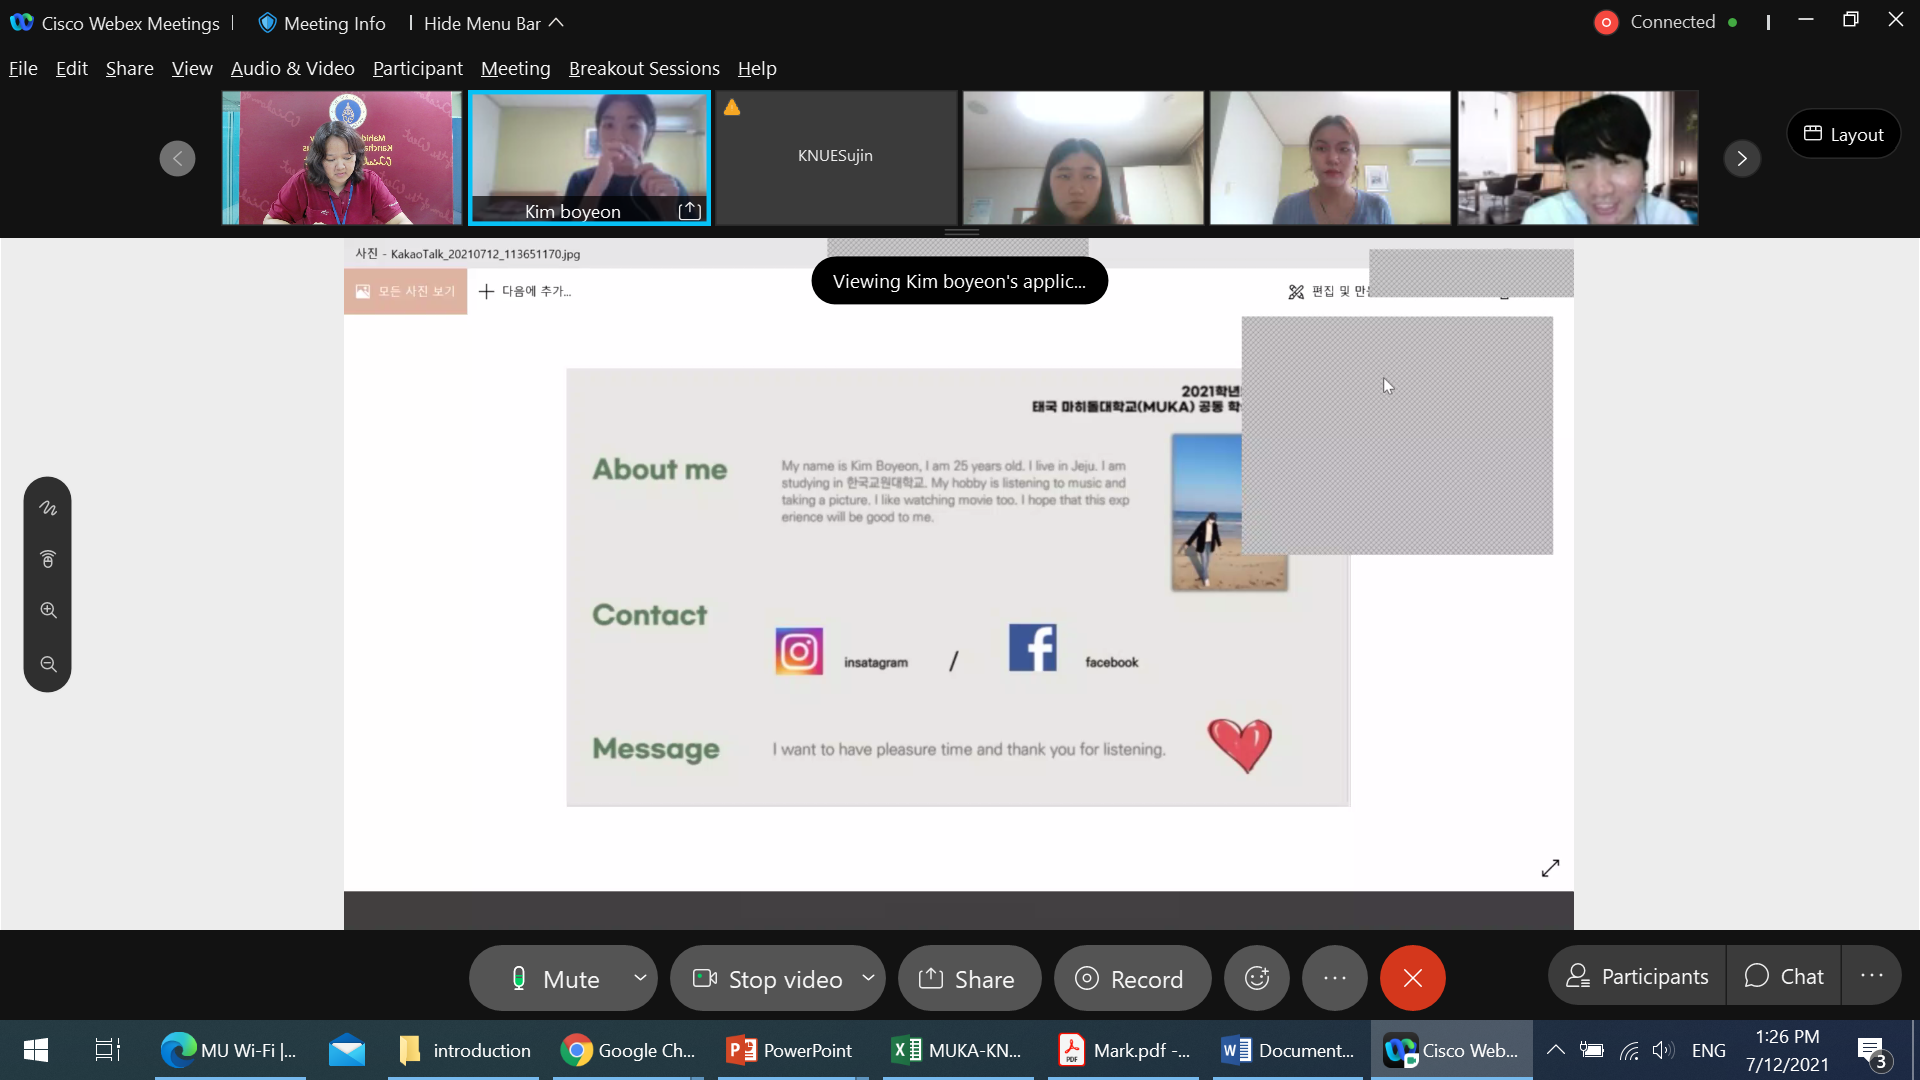 Cisco Webex Meetings
Meeting Info
Hide Menu Bar
Connected
File Edit Share View Audio & Video Participant Meeting Breakout Sessions Help
Kim boyeon
KNUESujin
Layout
사진 - KakaoTalk_20210712_113651170.jpg
Viewing Kim boyeon's applic...
모든 사진 보기
다음에 추가...
편집 및
2021학년
태국 마히돌대학교(MUKA) 공동
About me
My name is Kim Boyeon, I am 25 years old. I live in Jeju. I am
studying in 한국교원대학교. My hobby is listening to music and
taking a picture. I like watching movie too. I hope that this exp
erience will be good to me.
Contact
insatagram
/
facebook
Message
I want to have pleasure time and thank you for listening.
Mute
Stop video
Share
Record
Participants
Chat
MU Wi-Fi |...
introduction
Google Ch...
PowerPoint
MUKA-KN...
Mark.pdf -...
Document...
Cisco Web...
ENG
1:26 PM
7/12/2021
3